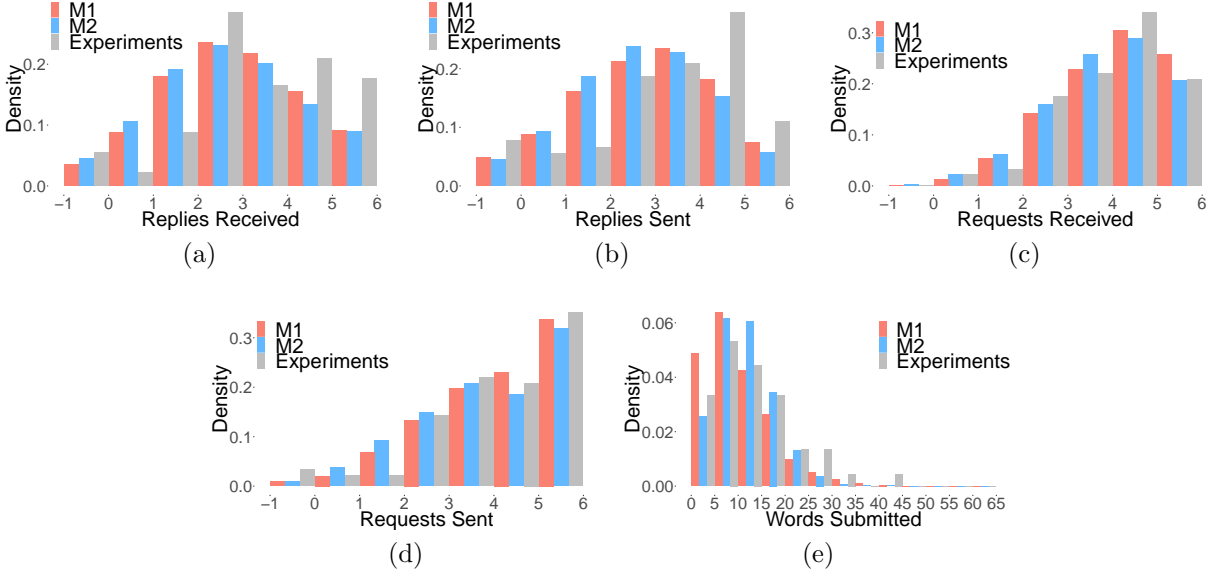 M1
M2
Experiments
Density
0.2
0.1
0.0
−1 0 1 2 3 4 5 6
Replies Received
(a)
M1
M2
Experiments
Density
0.2
0.1
0.0
−1 0 1 2 3 4 5 6
Replies Sent
(b)
M1
M2
Experiments
Density
0.3
0.2
0.1
0.0
−1 0 1 2 3 4 5 6
Requests Received
(c)
M1
M2
Experiments
Density
0.3
0.2
0.1
0.0
−1 0 1 2 3 4 5 6
Requests Sent
(d)
M1
M2
Experiments
Density
0.06
0.04
0.02
0.00
0 5 10 15 20 25 30 35 40 45 50 55 60 65
Words Submitted
(e)